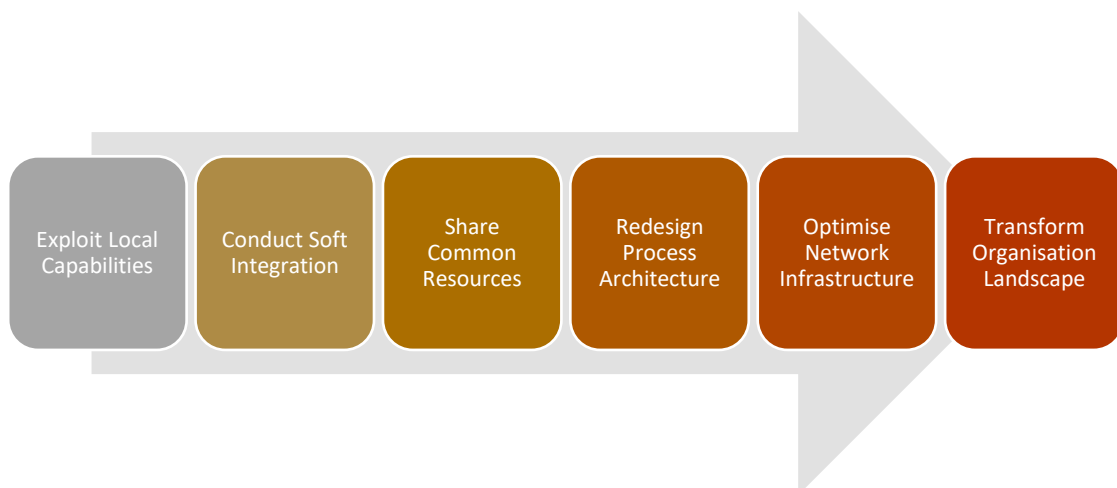 Exploit Local
Capabilities
Conduct Soft
Integration
Share
Common
Resources
Redesign
Process
Architecture
Optimise
Network
Infrastructure
Transform
Organisation
Landscape